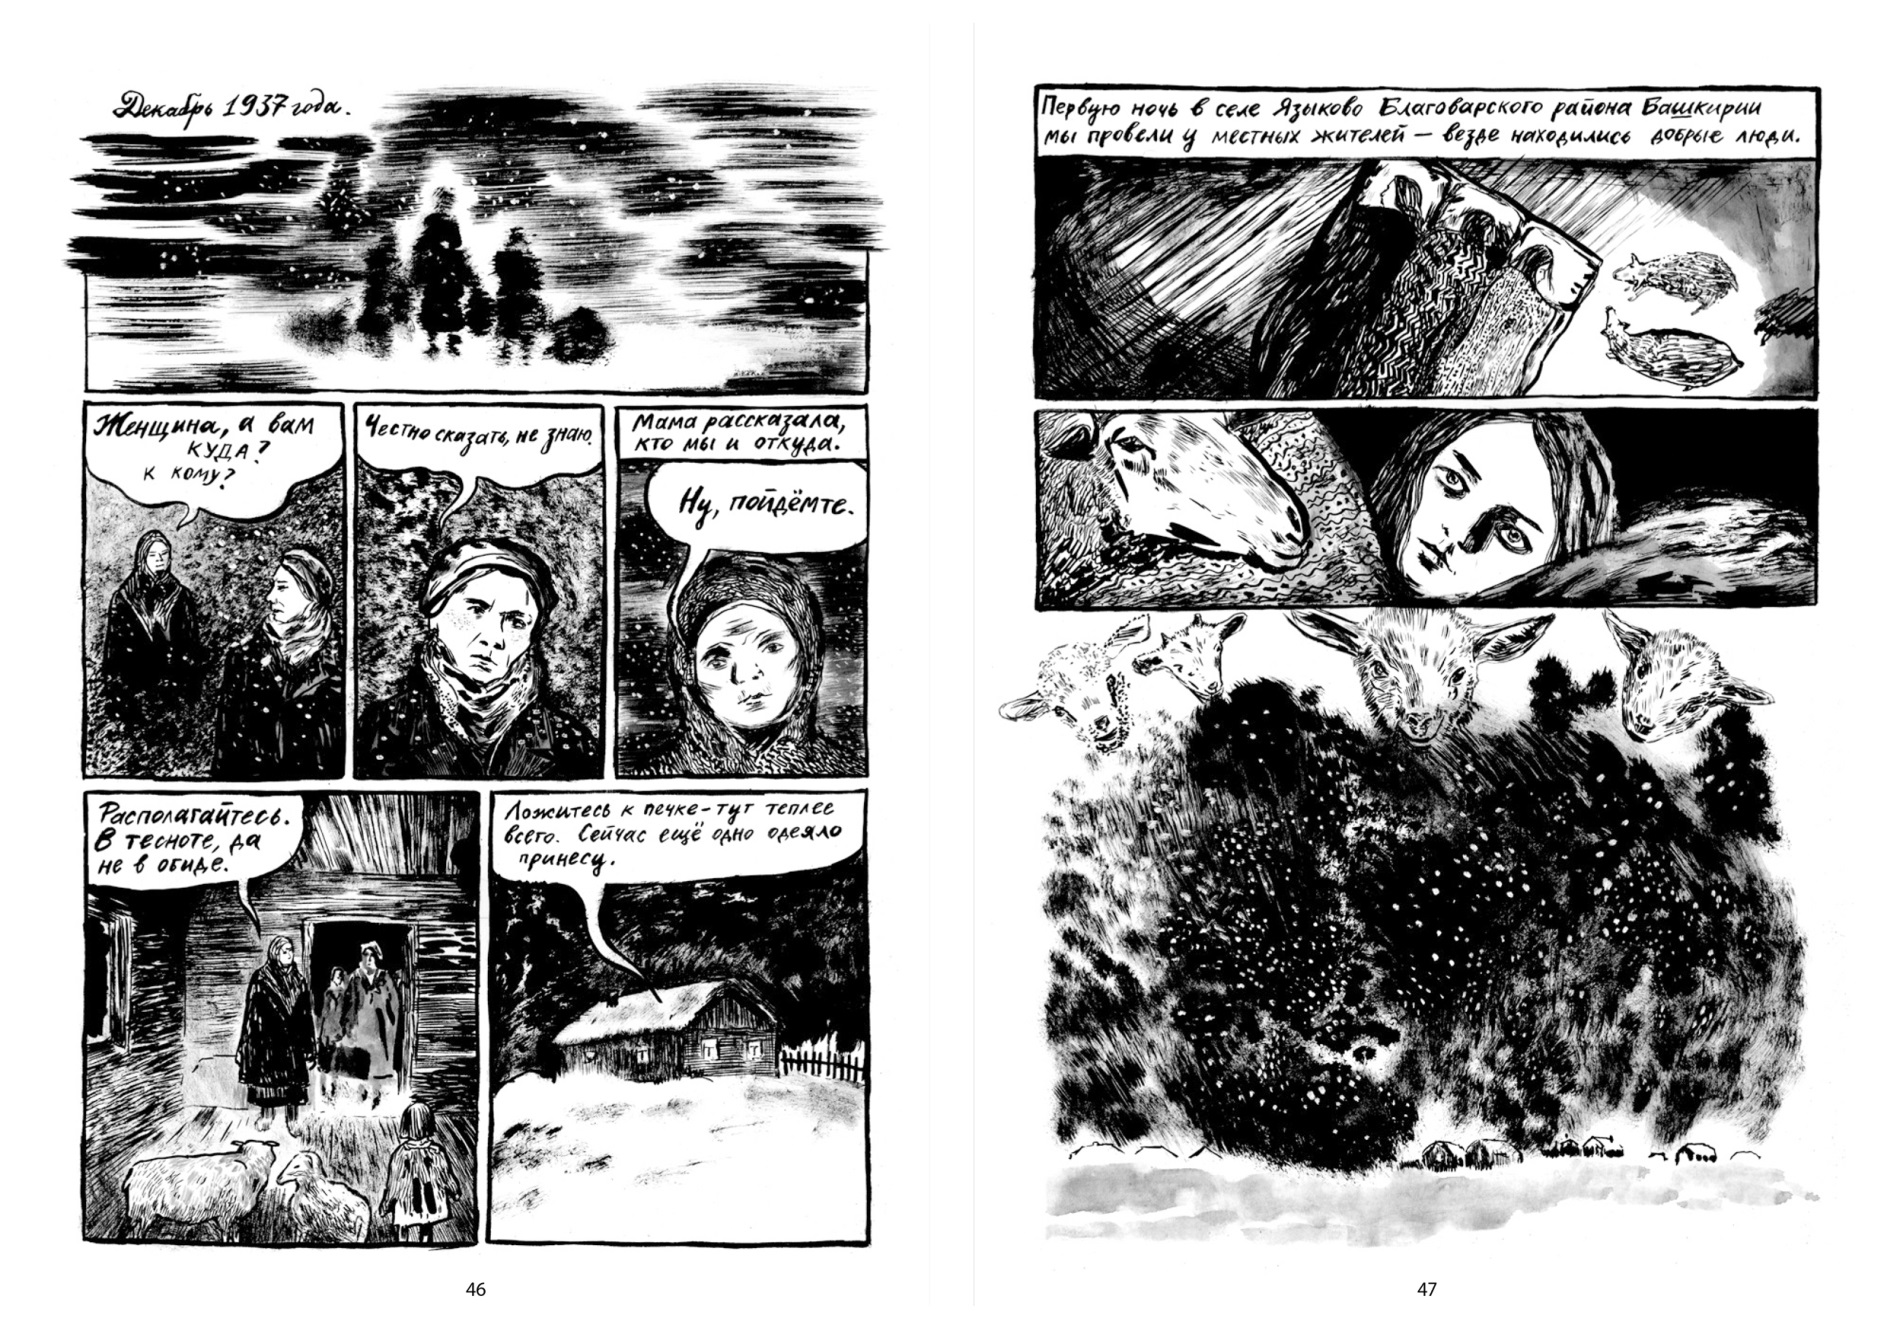 Декабрь 1937 года.
Женщина, а вам
КУДА?
К кому?
Честно сказать, не знаю.
Мама рассказала,
кто мы и откуда.
Ну, пойдёмте.
Располагайтесь.
В тесноте, да
не в обиде.
Ложитесь к печке - тут теплее
всего. Сейчас ещё одно одеяло
принесу.
46
Первую ночь в селе Языково Благоварского района Башкирии
мы провели у местных жителей — везде находились добрые люди.
47